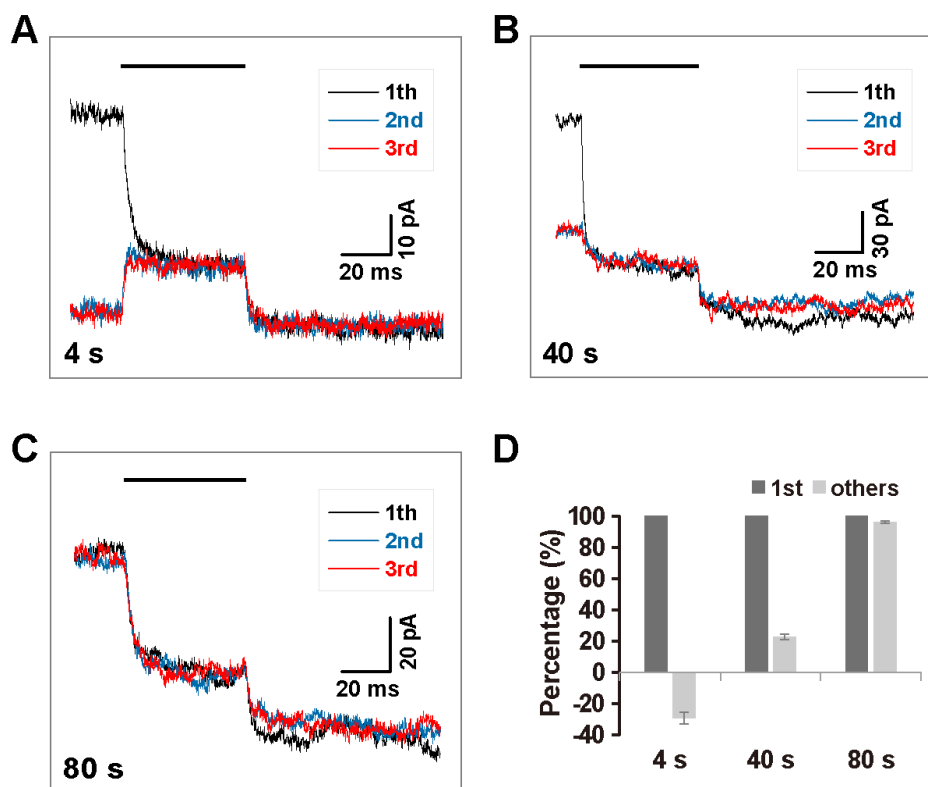 A
1th
2nd
3rd
10 pA
20 ms
4 s
B
1th
2nd
3rd
30 pA
20 ms
40 s
C
1th
2nd
3rd
20 pA
20 ms
80 s
D
1st others
Percentage (%)
100
80
60
40
20
0
-20
-40
4 s 40 s 80 s